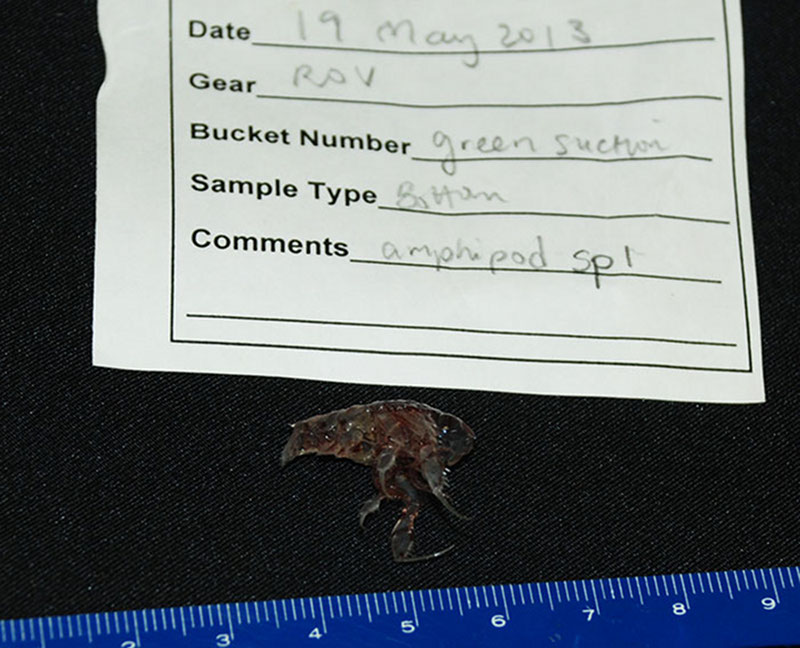 Date 19 May 2013
Gear ROV
Bucket Number green suction
Sample Type Bottom
Comments amphipod sp1
2 3 4 5 6 7 8 9